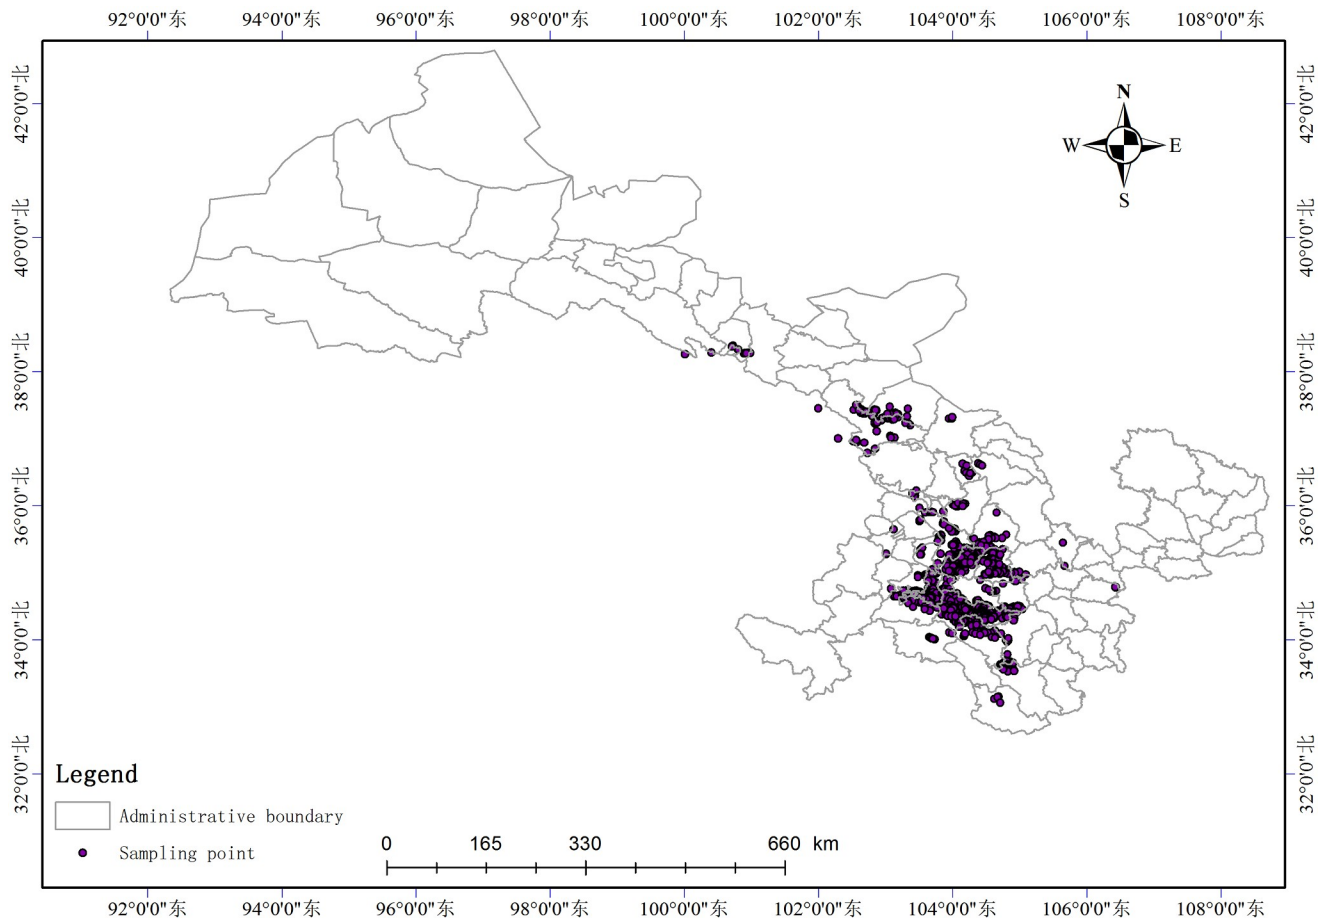 92°0'0"东 94°0'0"东 96°0'0"东 98°0'0"东 100°0'0"东 102°0'0"东 104°0'0"东 106°0'0"东 108°0'0"东
N
W E
S
42°0'0"北 42°0'0"北
40°0'0"北 40°0'0"北
38°0'0"北 38°0'0"北
36°0'0"北 36°0'0"北
34°0'0"北 34°0'0"北
32°0'0"北 32°0'0"北
Legend
Administrative boundary
Sampling point
0 165 330 660 km
92°0'0"东 94°0'0"东 96°0'0"东 98°0'0"东 100°0'0"东 102°0'0"东 104°0'0"东 106°0'0"东 108°0'0"东